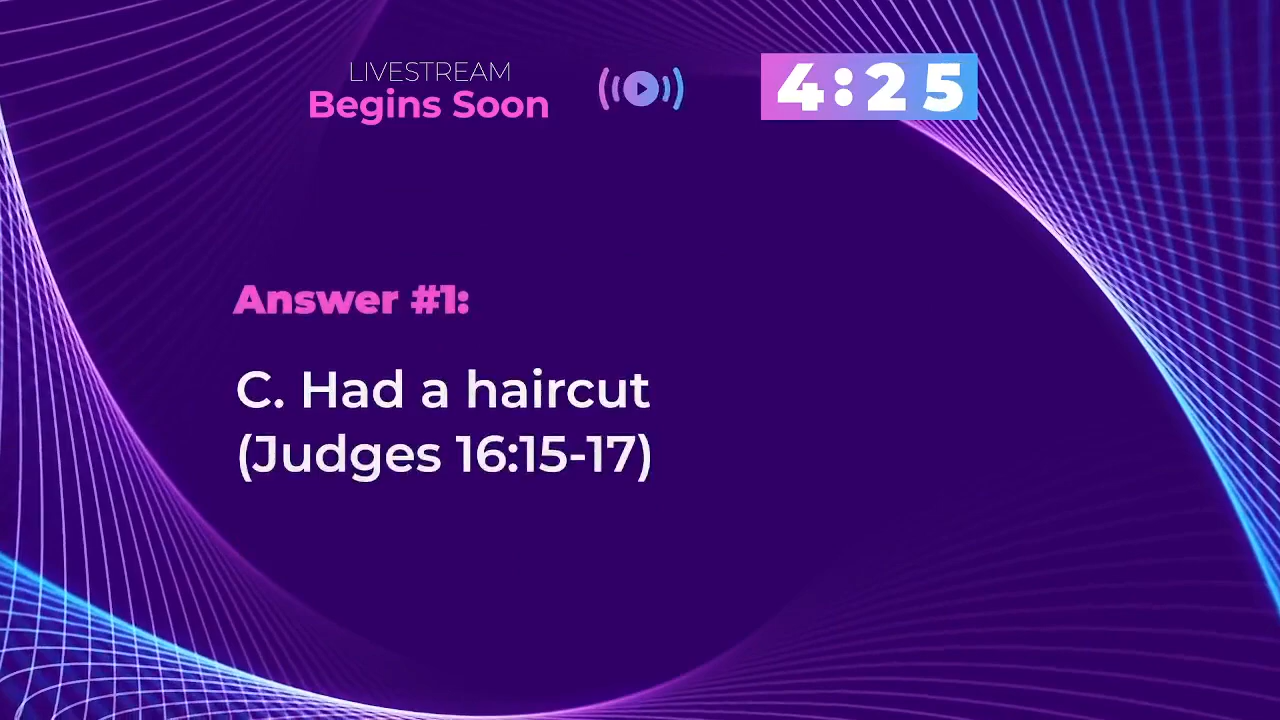 LIVESTREAM
Begins Soon
4:25
Answer #1:
C. Had a haircut
(Judges 16:15-17)